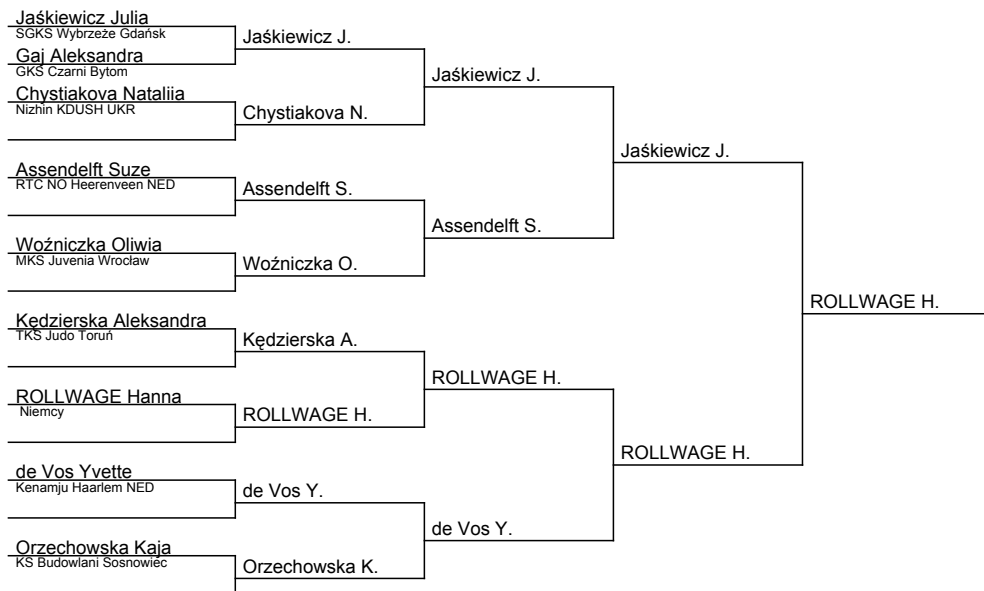 Jaśkiewicz Julia
SGKS Wybrzeże Gdańsk
Gaj Aleksandra
GKS Czarni Bytom
Chystiakova Nataliia
Nizhin KDUSH UKR
Assendelft Suze
RTC NO Heerenveen NED
Woźniczka Oliwia
MKS Juvenia Wrocław
Kędzierska Aleksandra
TKS Judo Toruń
ROLLWAGE Hanna
Niemcy
de Vos Yvette
Kenamju Haarlem NED
Orzechowska Kaja
KS Budowlani Sosnowiec
Jaśkiewicz J.
Chystiakova N.
Assendelft S.
Woźniczka O.
Kędzierska A.
ROLLWAGE H.
de Vos Y.
Orzechowska K.
Jaśkiewicz J.
Assendelft S.
ROLLWAGE H.
de Vos Y.
Jaśkiewicz J.
ROLLWAGE H.
ROLLWAGE H.